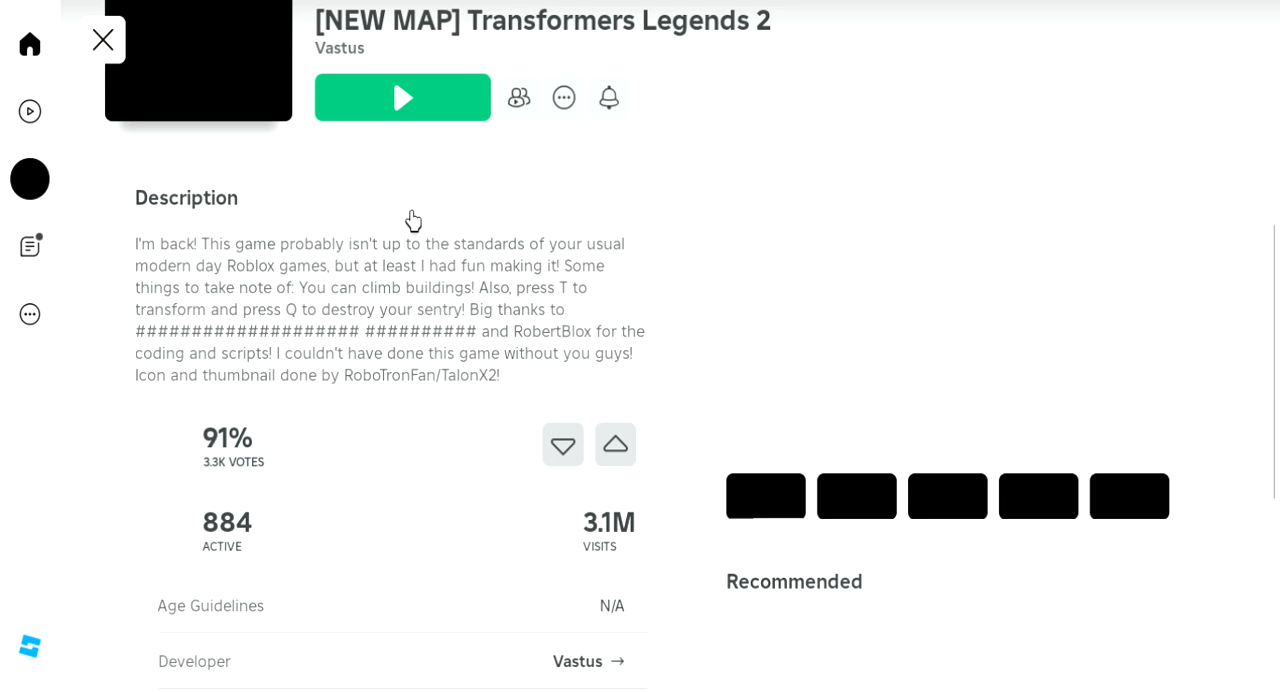 [NEW MAP] Transformers Legends 2
Vastus
Description
I'm back! This game probably isn't up to the standards of your usual
modern day Roblox games, but at least I had fun making it! Some
things to take note of: You can climb buildings! Also, press T to
transform and press Q to destroy your sentry! Big thanks to
#################### ########## and RobertBlox for the
coding and scripts! I couldn't have done this game without you guys!
Icon and thumbnail done by RoboTronFan/TalonX2!
91%
3.3K VOTES
884
ACTIVE
3.1M
VISITS
Age Guidelines N/A
Developer Vastus →
Recommended